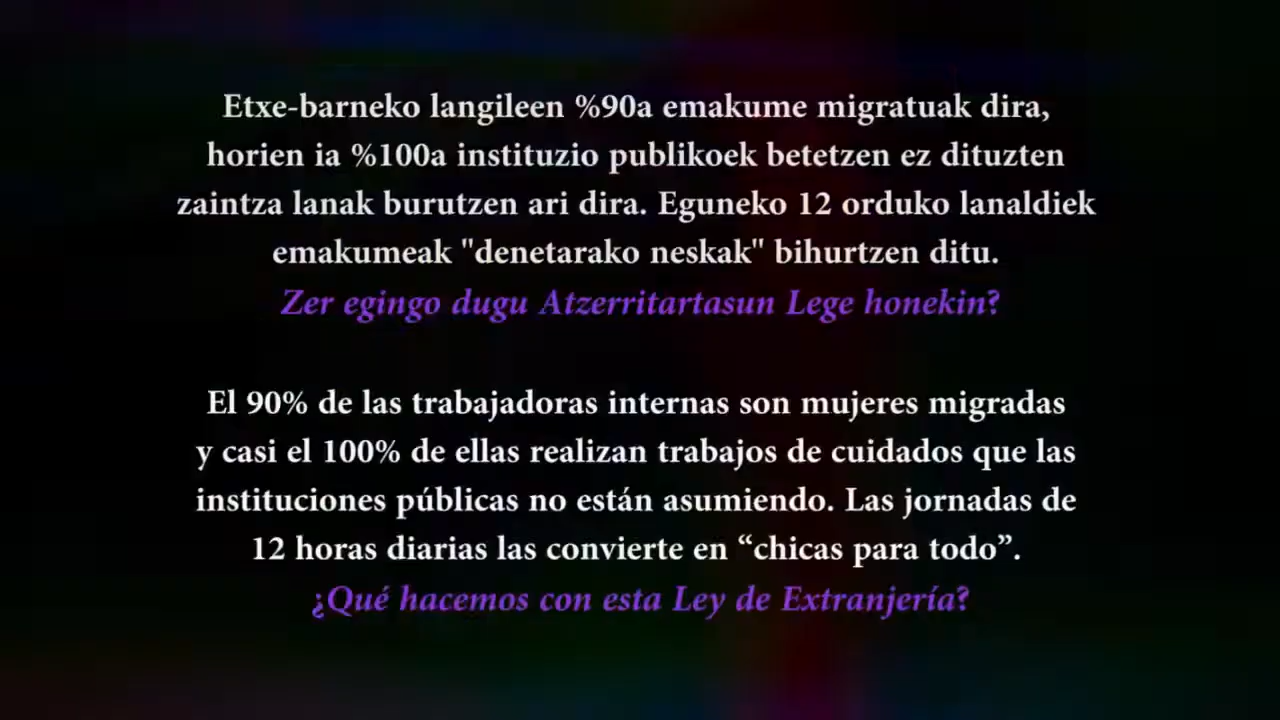 Etxe-barneko langileen %90a emakume migratuak dira,
horien ia %100a instituzio publikoek betetzen ez dituzten
zaintza lanak burutzen ari dira. Eguneko 12 orduko lanaldiek
emakumeak "denetarako neskak" bihurtzen ditu.
Zer egingo dugu Atzerritartasun Lege honekin?
El 90% de las trabajadoras internas son mujeres migradas
y casi el 100% de ellas realizan trabajos de cuidados que las
instituciones públicas no están asumiendo. Las jornadas de
12 horas diarias las convierte en “chicas para todo”.
¿Qué hacemos con esta Ley de Extranjería?